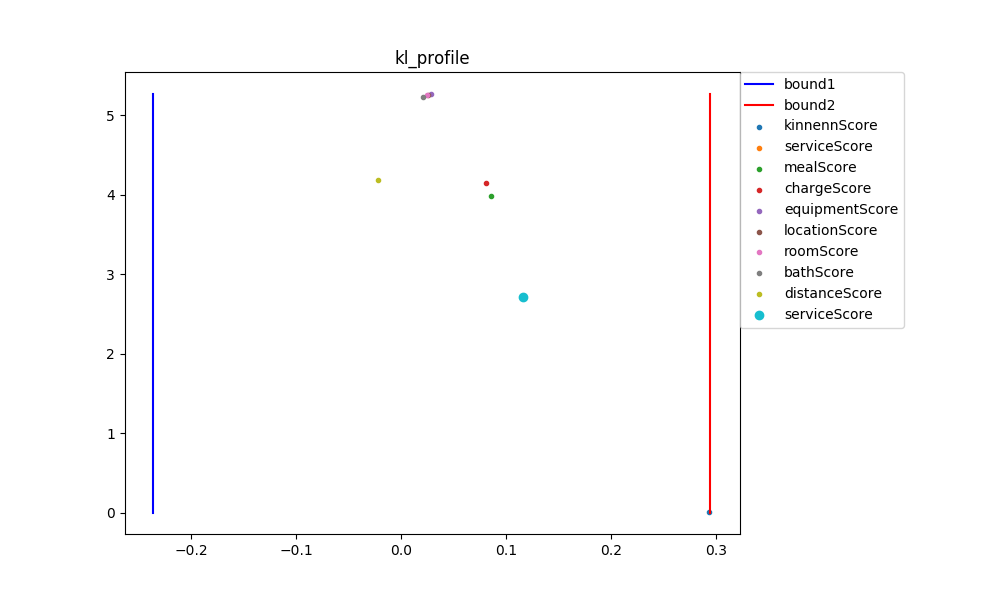 kl_profile
5
4
3
2
1
0
−0.2
−0.1
0.0
0.1
0.2
0.3
bound1
bound2
kinnennScore
serviceScore
mealScore
chargeScore
equipmentScore
locationScore
roomScore
bathScore
distanceScore
serviceScore